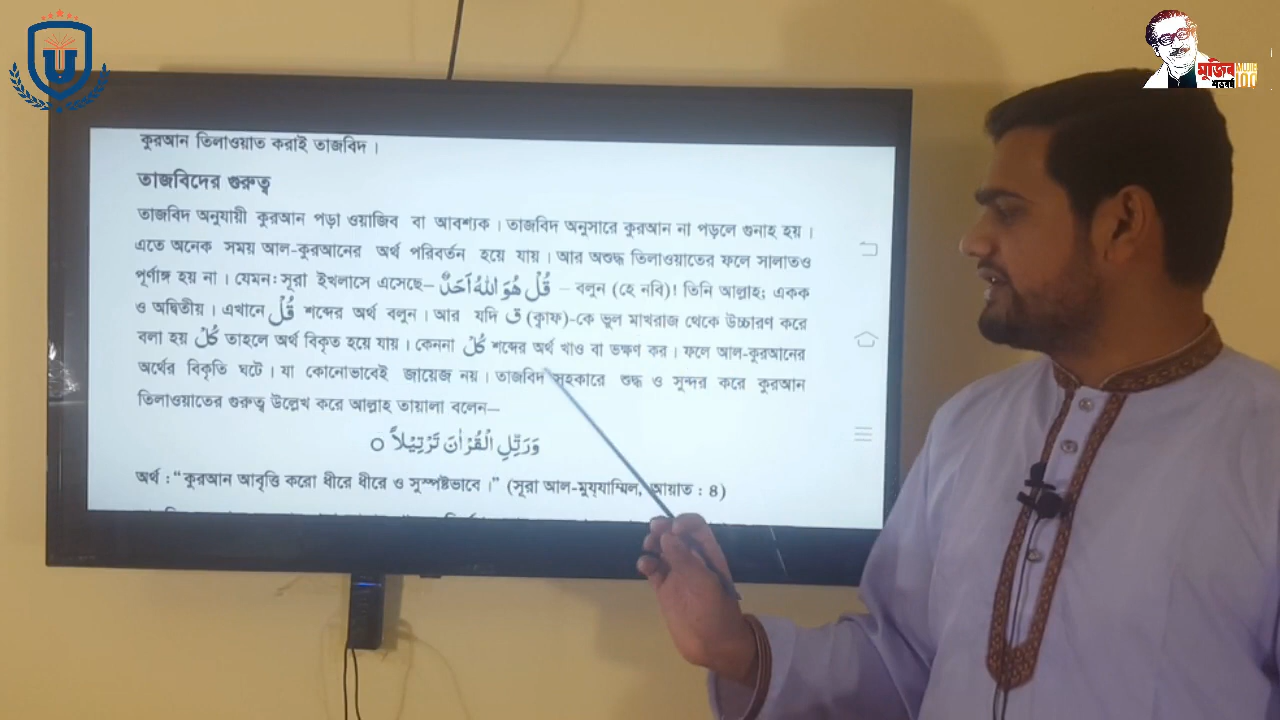 কুরআন তিলাওয়াত করাই তাজবিদ।
তাজবিদের গুরুত্ব
তাজবিদ অনুযায়ী কুরআন পড়া ওয়াজিব বা আবশ্যক। তাজবিদ অনুসারে কুরআন না পড়লে গুনাহ হয়।
এতে অনেক সময় আল-কুরআনের অর্থ পরিবর্তন হয়ে যায়। আর অশুদ্ধ তিলাওয়াতের ফলে সালাতও
পূর্ণাঙ্গ হয় না। যেমন: সূরা ইখলাসে এসেছে– قُلْ هُوَ اللهُ اَحَدٌ – বলুন (হে নবি)! তিনি আল্লাহ; একক
ও অদ্বিতীয়। এখানে قُلْ শব্দের অর্থ বলুন। আর যদি ق (ক্বাফ)-কে ভুল মাখরাজ থেকে উচ্চারণ করে
বলা হয় كُلْ তাহলে অর্থ বিকৃত হয়ে যায়। কেননা كُلْ শব্দের অর্থ খাও বা ভক্ষণ কর। ফলে আল-কুরআনের
অর্থের বিকৃতি ঘটে। যা কোনোভাবেই জায়েজ নয়। তাজবিদ সহকারে শুদ্ধ ও সুন্দর করে কুরআন
তিলাওয়াতের গুরুত্ব উল্লেখ করে আল্লাহ তায়ালা বলেন–
وَرَتِّلِ الْقُرْاٰنَ تَرْتِيْلاً ○
অর্থ : “কুরআন আবৃত্তি করো ধীরে ধীরে ও সুস্পষ্টভাবে।” (সূরা আল-মুয্যাম্মিল, আয়াত : ৪)
U
মুজিব